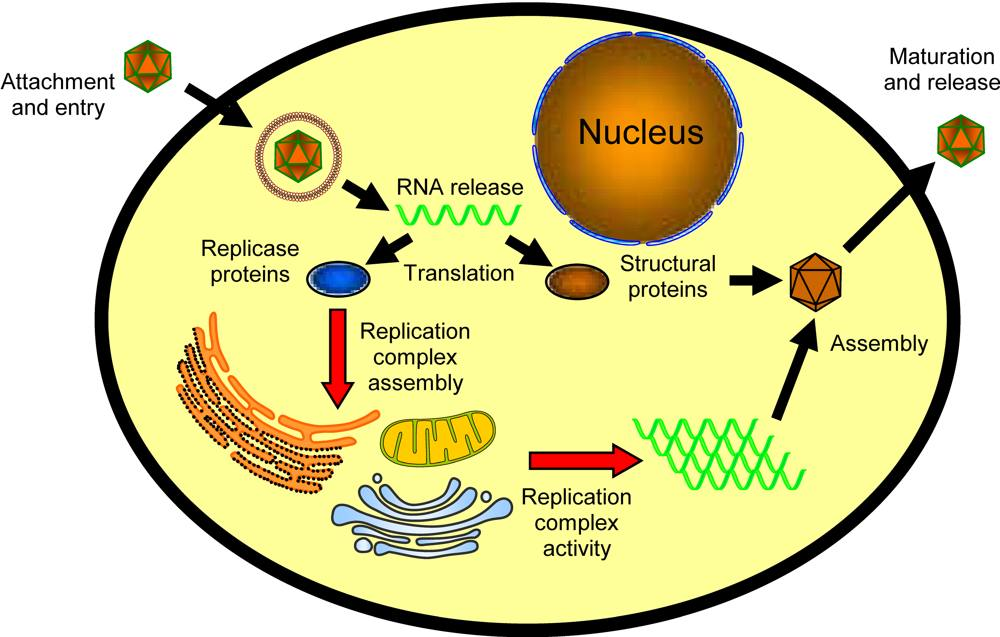 Attachment
and entry
Maturation
and release
Nucleus
RNA release
Replicase
proteins
Translation
Structural
proteins
Replication
complex
assembly
Assembly
Replication
complex
activity